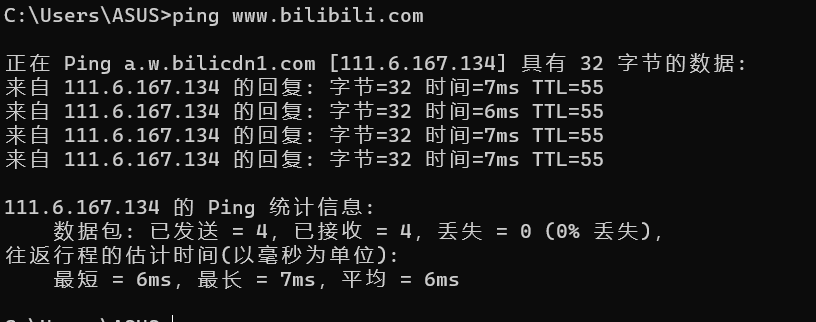 C:\Users\ASUS>ping www.bilibili.com
正在 Ping a.w.bilicdn1.com [111.6.167.134] 具有 32 字节的数据:
来自 111.6.167.134 的回复: 字节=32 时间=7ms TTL=55
来自 111.6.167.134 的回复: 字节=32 时间=6ms TTL=55
来自 111.6.167.134 的回复: 字节=32 时间=7ms TTL=55
来自 111.6.167.134 的回复: 字节=32 时间=7ms TTL=55
111.6.167.134 的 Ping 统计信息:
数据包: 已发送 = 4, 已接收 = 4, 丢失 = 0 (0% 丢失),
往返行程的估计时间(以毫秒为单位):
最短 = 6ms, 最长 = 7ms, 平均 = 6ms